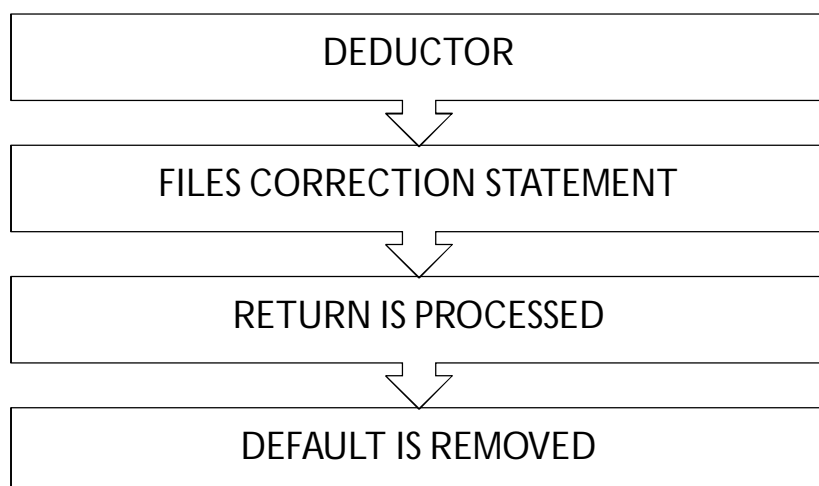 DEDUCTOR
FILES CORRECTION STATEMENT
RETURN IS PROCESSED
DEFAULT IS REMOVED